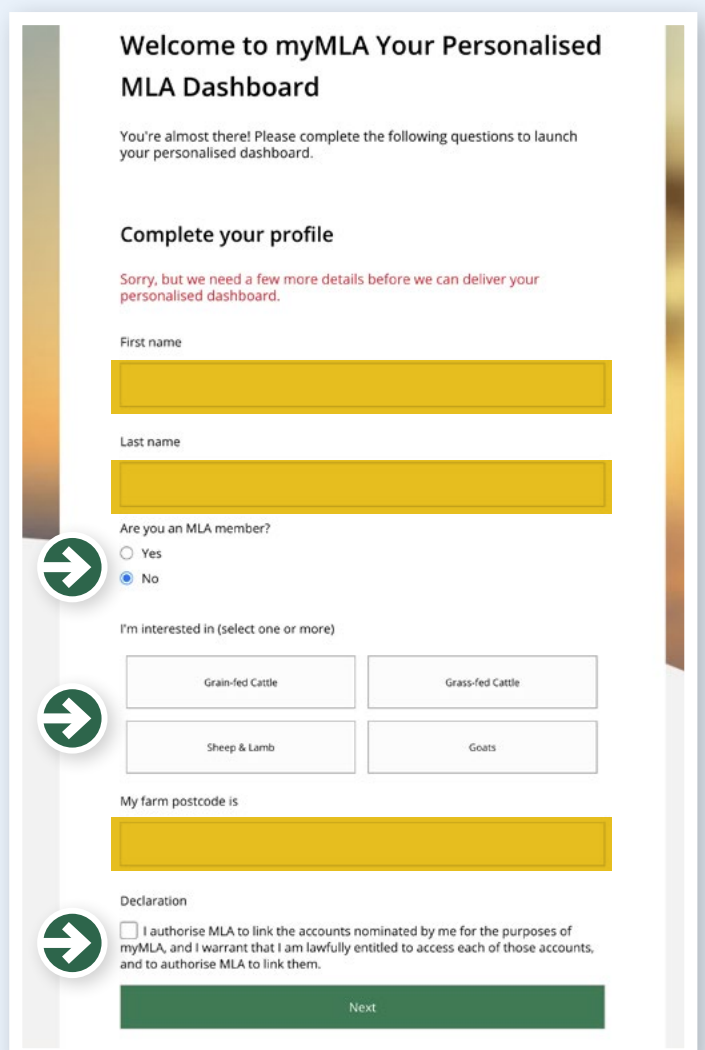 Welcome to myMLA Your Personalised
MLA Dashboard
You're almost there! Please complete the following questions to launch
your personalised dashboard.
Complete your profile
Sorry, but we need a few more details before we can deliver your
personalised dashboard.
First name
Last name
Are you an MLA member?
Yes
No
I'm interested in (select one or more)
Grain-fed Cattle
Grass-fed Cattle
Sheep & Lamb
Goats
My farm postcode is
Declaration
I authorise MLA to link the accounts nominated by me for the purposes of
myMLA, and I warrant that I am lawfully entitled to access each of those accounts,
and to authorise MLA to link them.
Next